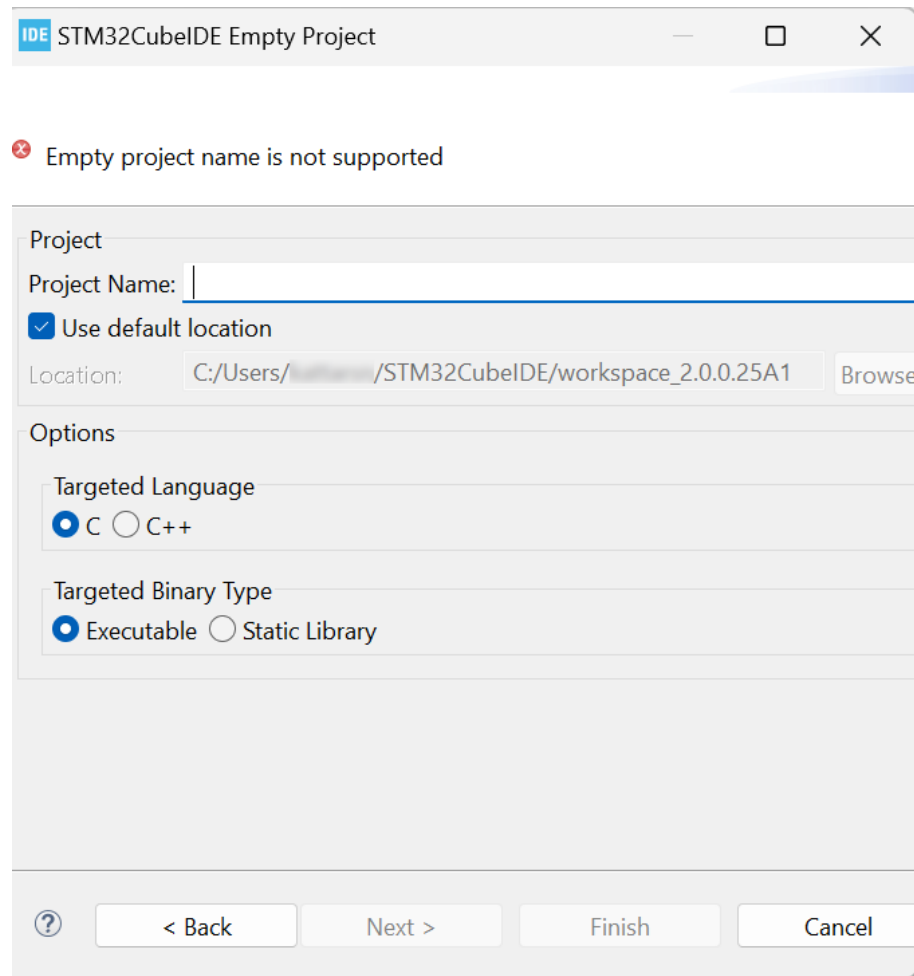 IDE STM32CubeIDE Empty Project
Empty project name is not supported
Project
Project Name:
Use default location
Location: C:/Users/ /STM32CubeIDE/workspace_2.0.0.25A1 Browse
Options
Targeted Language
C C++
Targeted Binary Type
Executable Static Library
? < Back Next > Finish Cancel